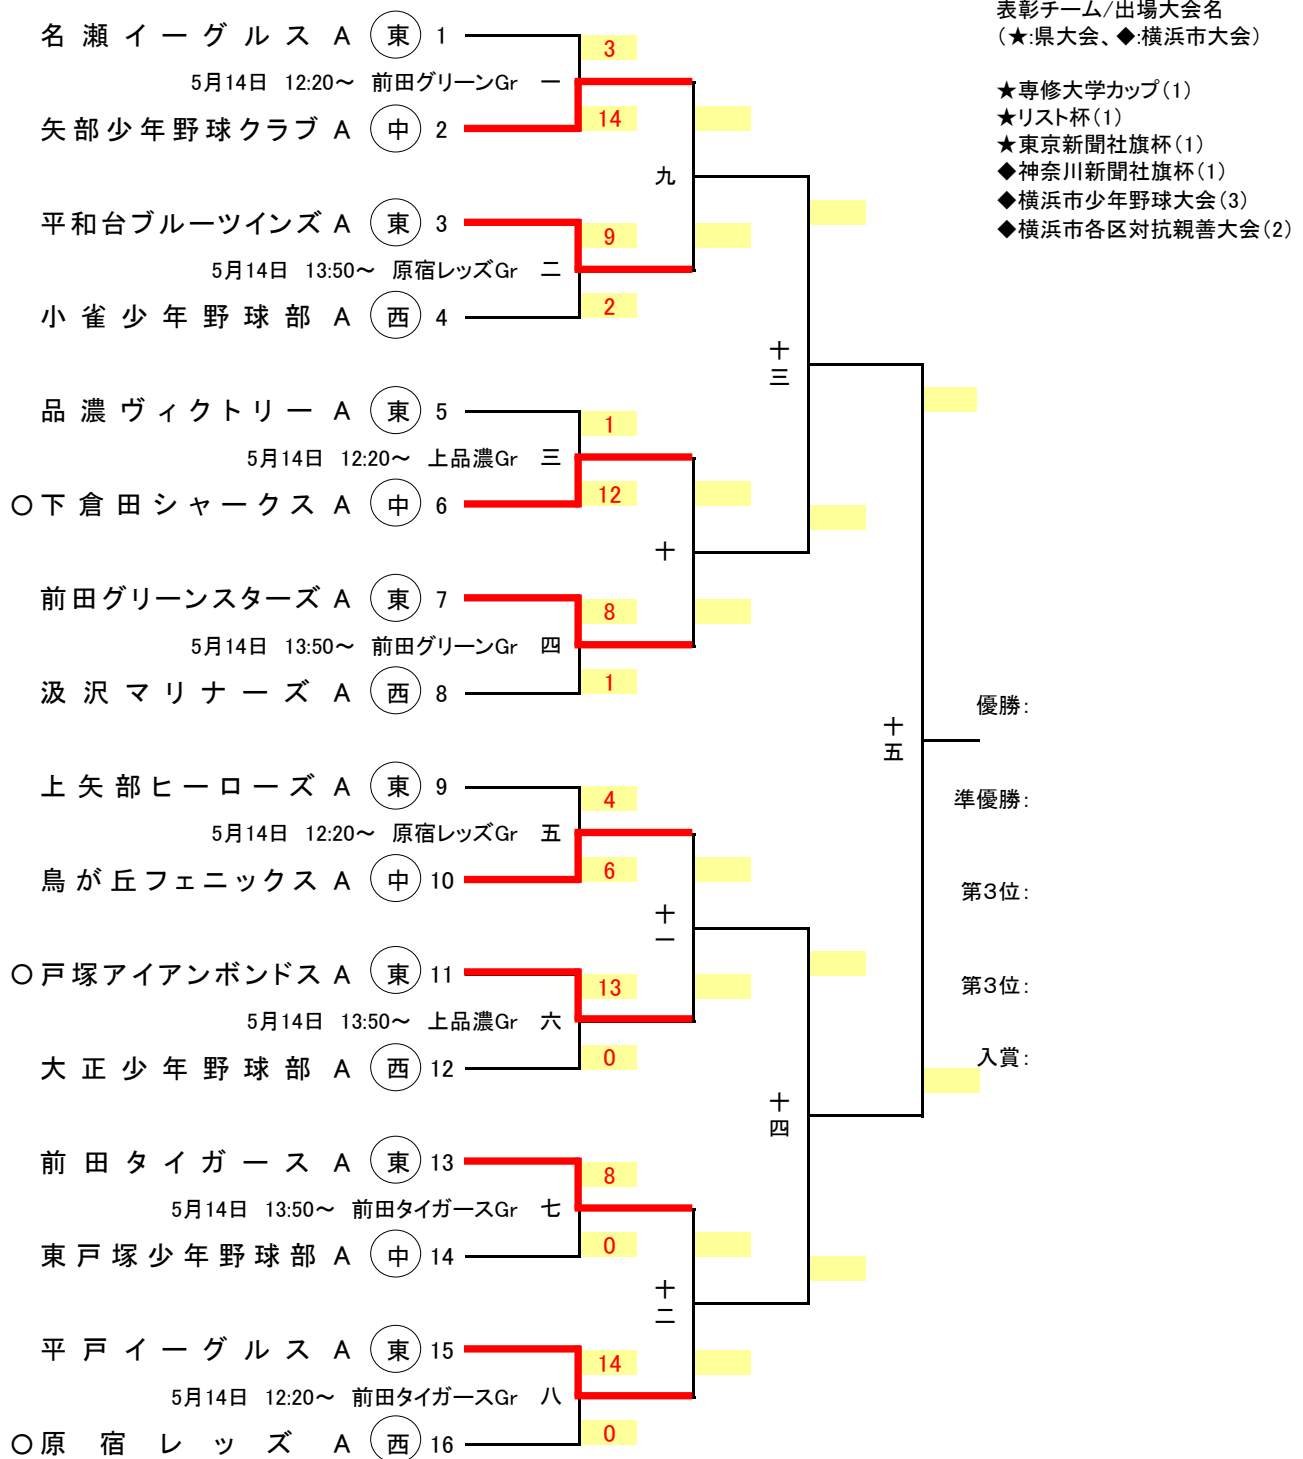 表彰チーム/出場大会名
(★:県大会、◆:横浜市大会)
★専修大学カップ(1)
★リスト杯(1)
★東京新聞社旗杯(1)
◆神奈川新聞社旗杯(1)
◆横浜市少年野球大会(3)
◆横浜市各区対抗親善大会(2)
名瀬イーグルス A 東 1
3
5月14日 12:20～ 前田グリーンGr 一
矢部少年野球クラブ A 中 2
14
九
平和台ブルーツインズ A 東 3
9
5月14日 13:50～ 原宿レッズGr 二
小雀少年野球部 A 西 4
2
十三
品濃ヴィクトリー A 東 5
1
5月14日 12:20～ 上品濃Gr 三
○下倉田シャークス A 中 6
12
十
前田グリーンスターズ A 東 7
8
5月14日 13:50～ 前田グリーンGr 四
汲沢マリナーズ A 西 8
1
十五
優勝:
準優勝:
第3位:
第3位:
入賞:
上矢部ヒーローズ A 東 9
4
5月14日 12:20～ 原宿レッズGr 五
鳥が丘フェニックス A 中 10
6
十一
○戸塚アイアンボンドス A 東 11
13
5月14日 13:50～ 上品濃Gr 六
大正少年野球部 A 西 12
0
十四
前田タイガース A 東 13
8
5月14日 13:50～ 前田タイガースGr 七
東戸塚少年野球部 A 中 14
0
十二
平戸イーグルス A 東 15
14
5月14日 12:20～ 前田タイガースGr 八
○原宿レッズ A 西 16
0